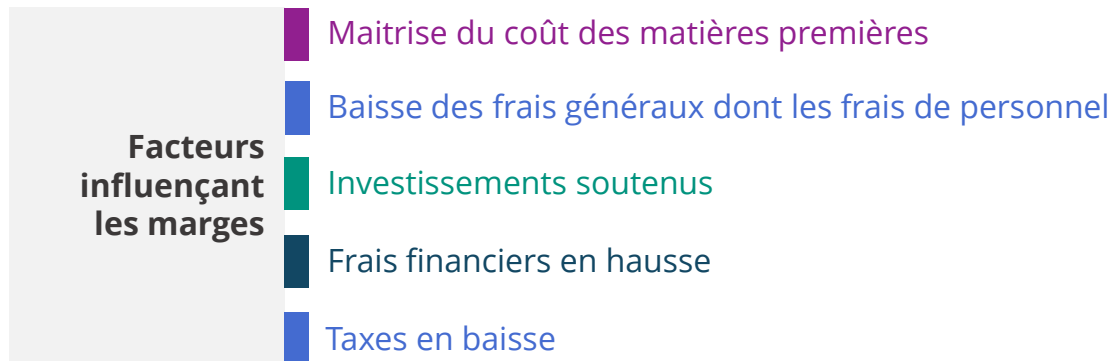 Facteurs
influençant
les marges
Maitrise du coût des matières premières
Baisse des frais généraux dont les frais de personnel
Investissements soutenus
Frais financiers en hausse
Taxes en baisse